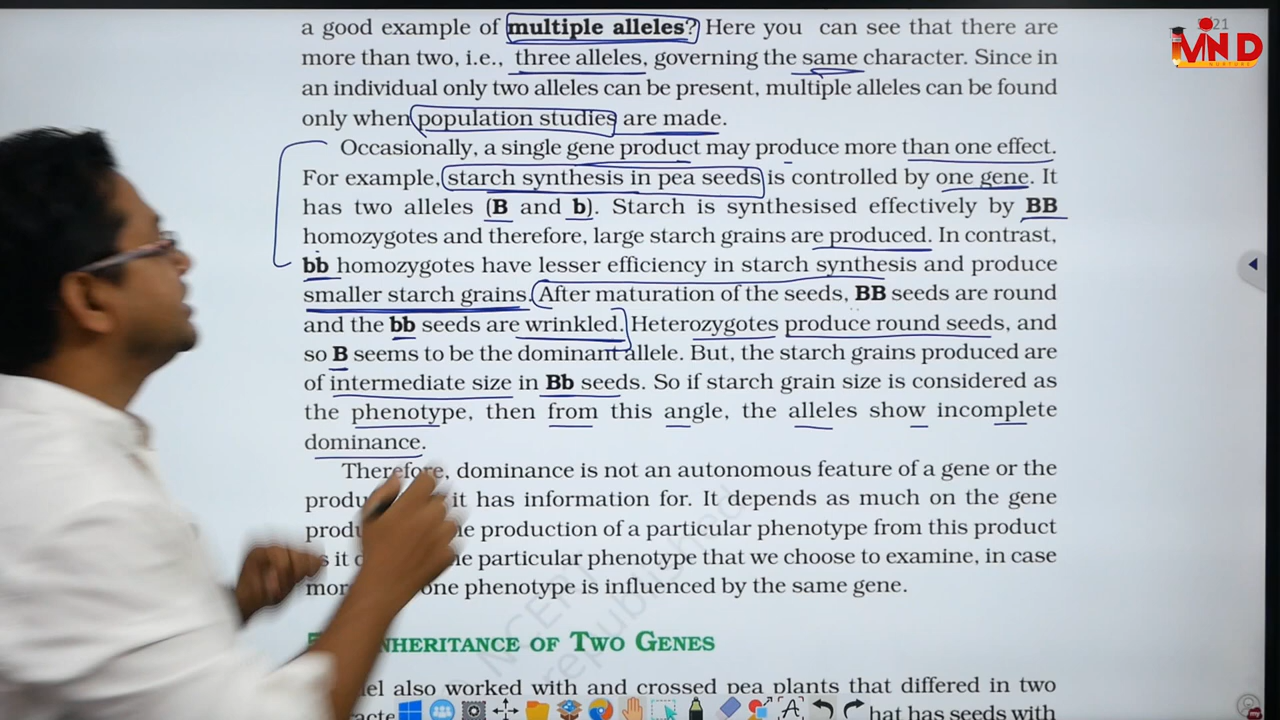 a good example of multiple alleles? Here you can see that there are
more than two, i.e., three alleles, governing the same character. Since in
an individual only two alleles can be present, multiple alleles can be found
only when population studies are made.
Occasionally, a single gene product may produce more than one effect.
For example, starch synthesis in pea seeds is controlled by one gene. It
has two alleles (B and b). Starch is synthesised effectively by BB
homozygotes and therefore, large starch grains are produced. In contrast,
bb homozygotes have lesser efficiency in starch synthesis and produce
smaller starch grains. After maturation of the seeds, BB seeds are round
and the bb seeds are wrinkled. Heterozygotes produce round seeds, and
so B seems to be the dominant allele. But, the starch grains produced are
of intermediate size in Bb seeds. So if starch grain size is considered as
the phenotype, then from this angle, the alleles show incomplete
dominance.
Therefore, dominance is not an autonomous feature of a gene or the
it has information for. It depends as much on the gene
production of a particular phenotype from this product
it particular phenotype that we choose to examine, in case
one phenotype is influenced by the same gene.
INHERITANCE OF TWO GENES
also worked with and crossed pea plants that differed in two
that has seeds with
MIND
NURTURE
21
© NCERT
republished